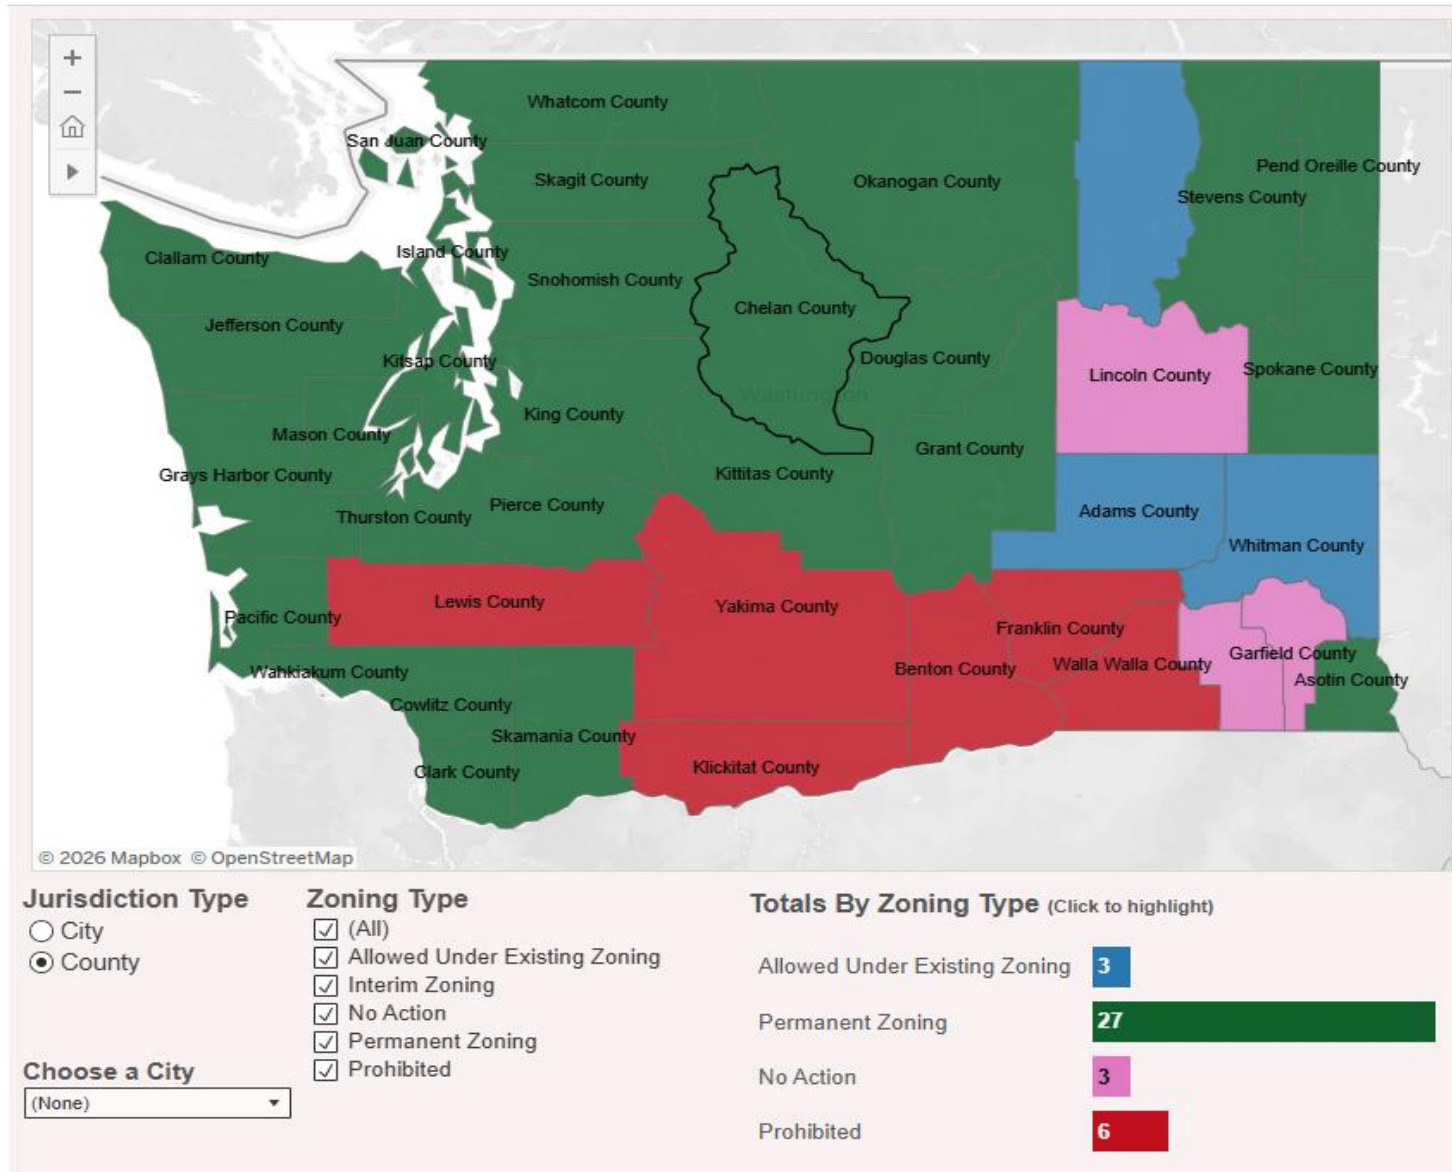 +
−
Whatcom County
San Juan County
Pend Oreille County
Skagit County
Okanogan County
Stevens County
Island County
Clallam County
Snohomish County
Chelan County
Jefferson County
Kitsap County
Douglas County
Lincoln County
Spokane County
Washington
King County
Mason County
Grant County
Grays Harbor County
Kittitas County
Pierce County
Adams County
Thurston County
Whitman County
Lewis County
Yakima County
Pacific County
Franklin County
Garfield County
Walla Walla County
Benton County
Wahkiakum County
Asotin County
Cowlitz County
Skamania County
Klickitat County
Clark County
© 2026 Mapbox © OpenStreetMap
Jurisdiction Type
City
County
Choose a City
(None)
Zoning Type
(All)
Allowed Under Existing Zoning
Interim Zoning
No Action
Permanent Zoning
Prohibited
Totals By Zoning Type (Click to highlight)
Allowed Under Existing Zoning 3
Permanent Zoning 27
No Action 3
Prohibited 6